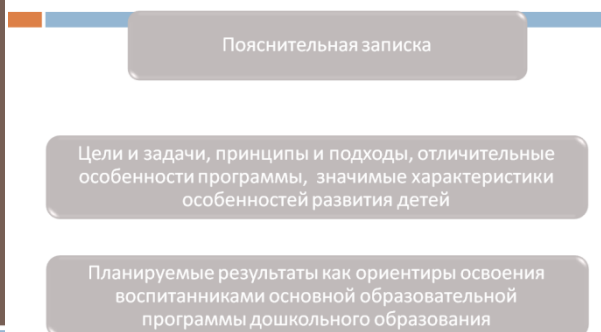 Пояснительная записка
Цели и задачи, принципы и подходы, отличительные
особенности программы, значимые характеристики
особенностей развития детей
Планируемые результаты как ориентиры освоения
воспитанниками основной образовательной
программы дошкольного образования